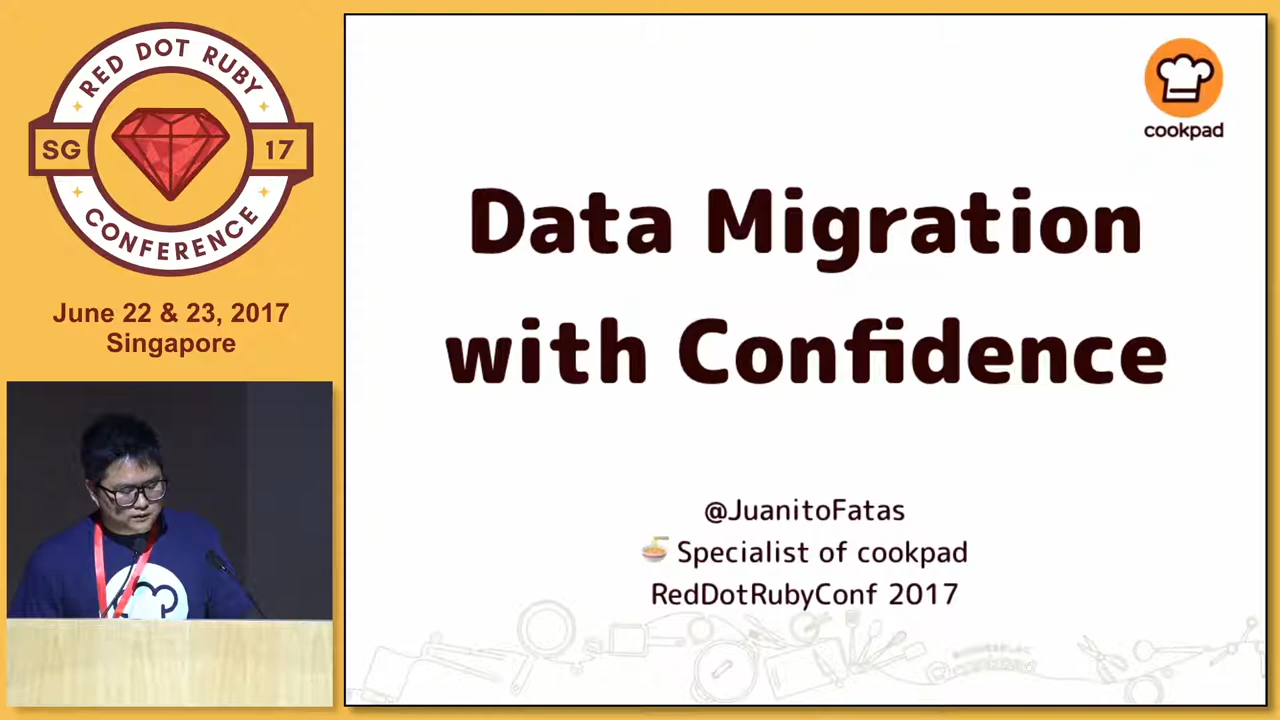 RED DOT RUBY
SG
17
CONFERENCE
June 22 & 23, 2017
Singapore
cookpad
Data Migration
with Confidence
@JuanitoFatas
🍜 Specialist of cookpad
RedDotRubyConf 2017